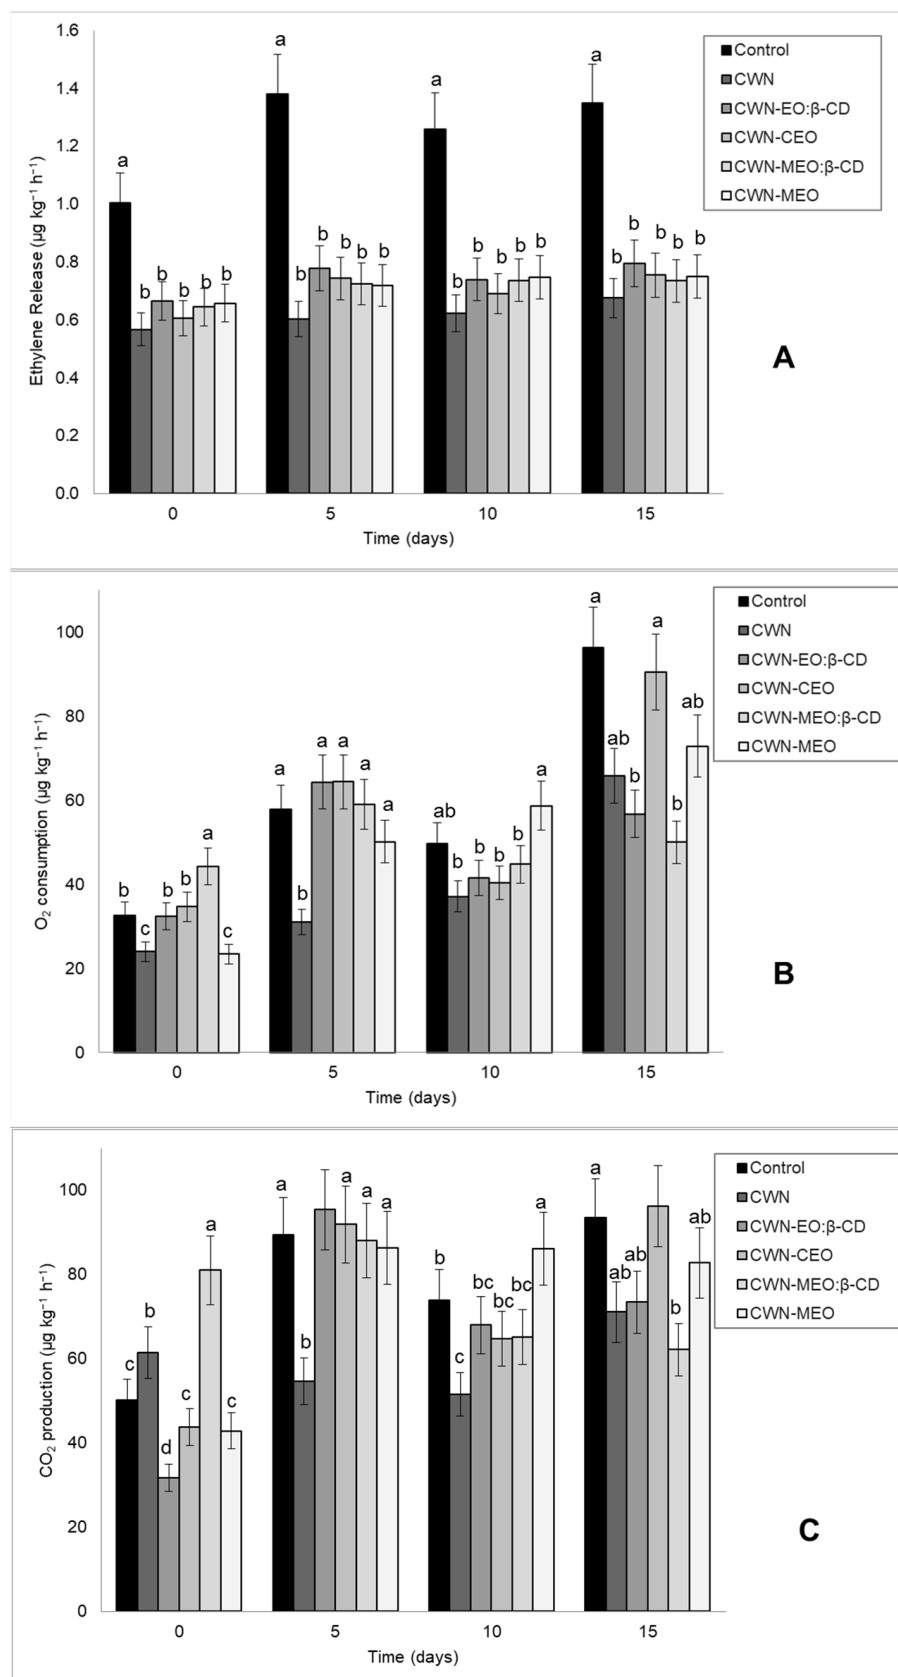 1.6
1.4
1.2
1.0
0.8
0.6
0.4
0.2
0.0
Ethylene Release (µg kg⁻¹ h⁻¹)
a
b
b
b
b
b
a
b
b
b
b
b
a
b
b
b
b
b
a
b
b
b
b
b
0
5
10
15
Time (days)
Control
CWN
CWN-EO:β-CD
CWN-CEO
CWN-MEO:β-CD
CWN-MEO
A
100
80
60
40
20
0
O₂ consumption (µg kg⁻¹ h⁻¹)
b
c
b
b
a
c
a
b
a
a
a
a
ab
b
b
b
b
a
a
ab
b
a
b
ab
0
5
10
15
Time (days)
Control
CWN
CWN-EO:β-CD
CWN-CEO
CWN-MEO:β-CD
CWN-MEO
B
100
80
60
40
20
0
CO₂ production (µg kg⁻¹ h⁻¹)
c
b
d
c
a
c
a
b
a
a
a
b
c
bc
bc
bc
a
a
ab
ab
b
ab
0
5
10
15
Time (days)
Control
CWN
CWN-EO:β-CD
CWN-CEO
CWN-MEO:β-CD
CWN-MEO
C